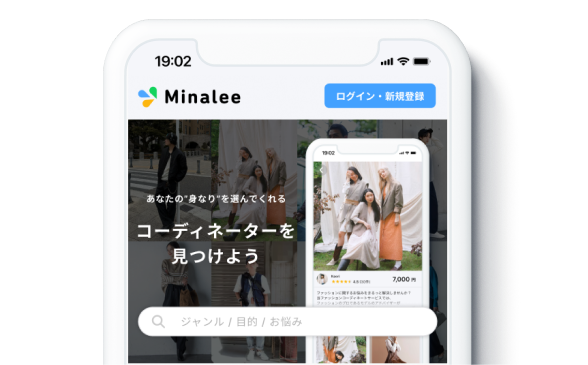 19:02
Minalee
ログイン・新規登録
あなたの"身なり"を選んでくれる
コーディネーターを
見つけよう
ジャンル / 目的 / お悩み
19:02
7,000 円